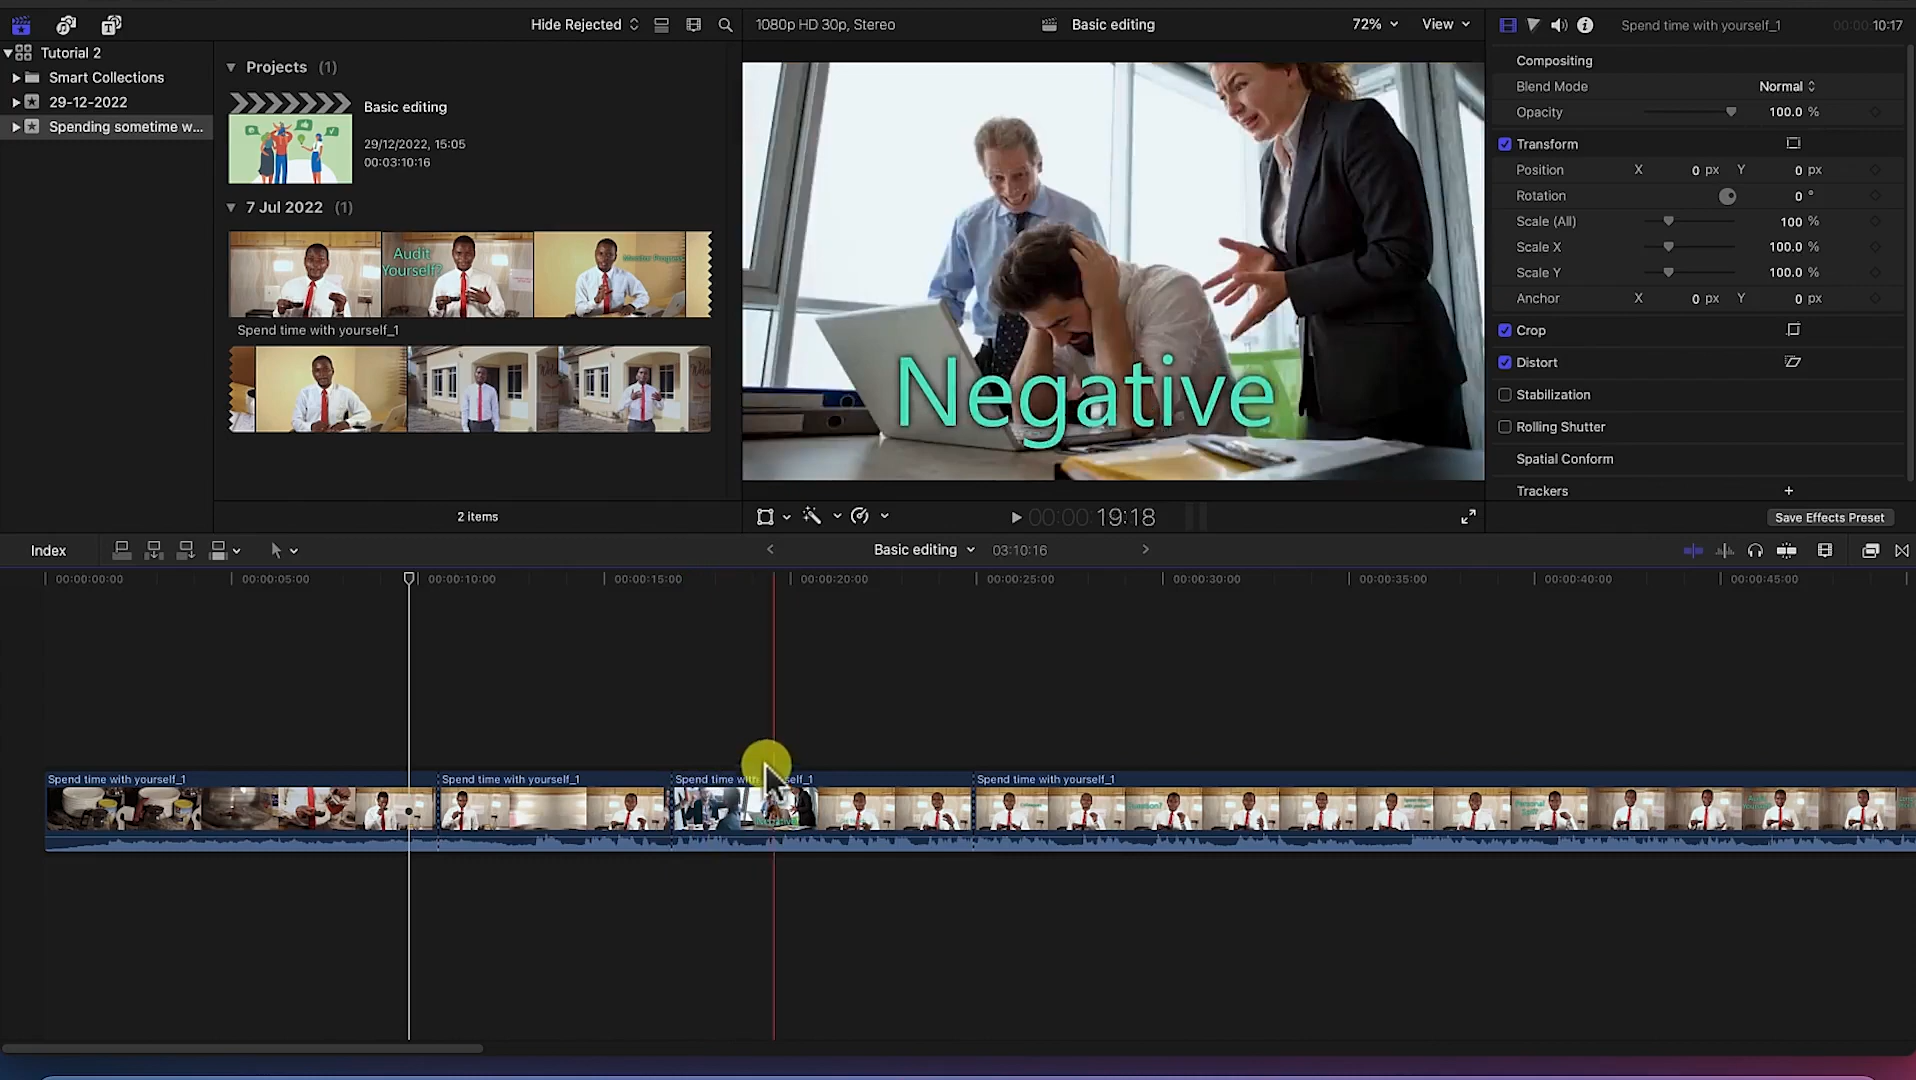 Hide Rejected
1080p HD 30p, Stereo
Basic editing
72%
View
Spend time with yourself_1
00:00:10:17
Tutorial 2
Smart Collections
29-12-2022
Spending sometime w...
Projects (1)
Basic editing
29/12/2022, 15:05
00:03:10:16
7 Jul 2022 (1)
Audit
Yourself?
Monitor Progress
Spend time with yourself_1
2 items
Negative
00:00:19:18
Compositing
Blend Mode Normal
Opacity 100.0 %
Transform
Position X 0 px Y 0 px
Rotation 0 °
Scale (All) 100 %
Scale X 100.0 %
Scale Y 100.0 %
Anchor X 0 px Y 0 px
Crop
Distort
Stabilization
Rolling Shutter
Spatial Conform
Trackers +
Save Effects Preset
Index
Basic editing
03:10:16
00:00:00:00 00:00:05:00 00:00:10:00 00:00:15:00 00:00:20:00 00:00:25:00 00:00:30:00 00:00:35:00 00:00:40:00 00:00:45:00
Spend time with yourself_1 Spend time with yourself_1 Spend time self_1 Spend time with yourself_1